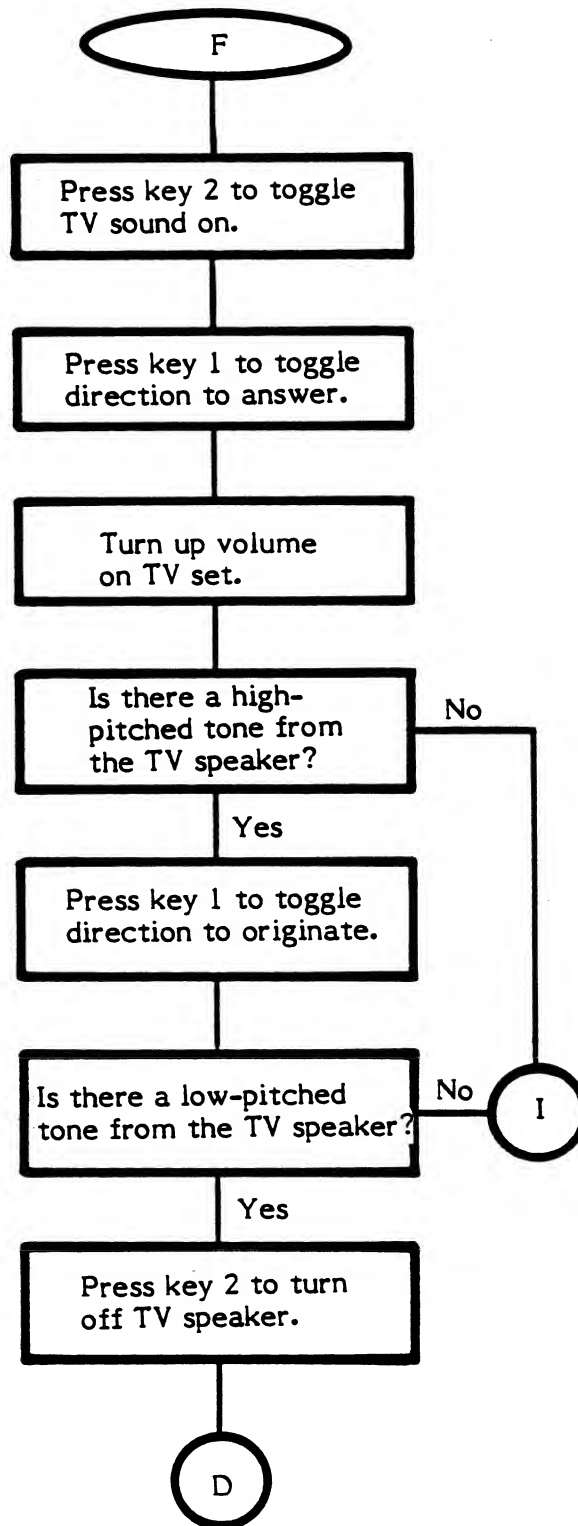 F
Press key 2 to toggle
TV sound on.
Press key 1 to toggle
direction to answer.
Turn up volume
on TV set.
Is there a high-
pitched tone from
the TV speaker?
No
Yes
Press key 1 to toggle
direction to originate.
Is there a low-pitched
tone from the TV speaker?
No
I
Yes
Press key 2 to turn
off TV speaker.
D